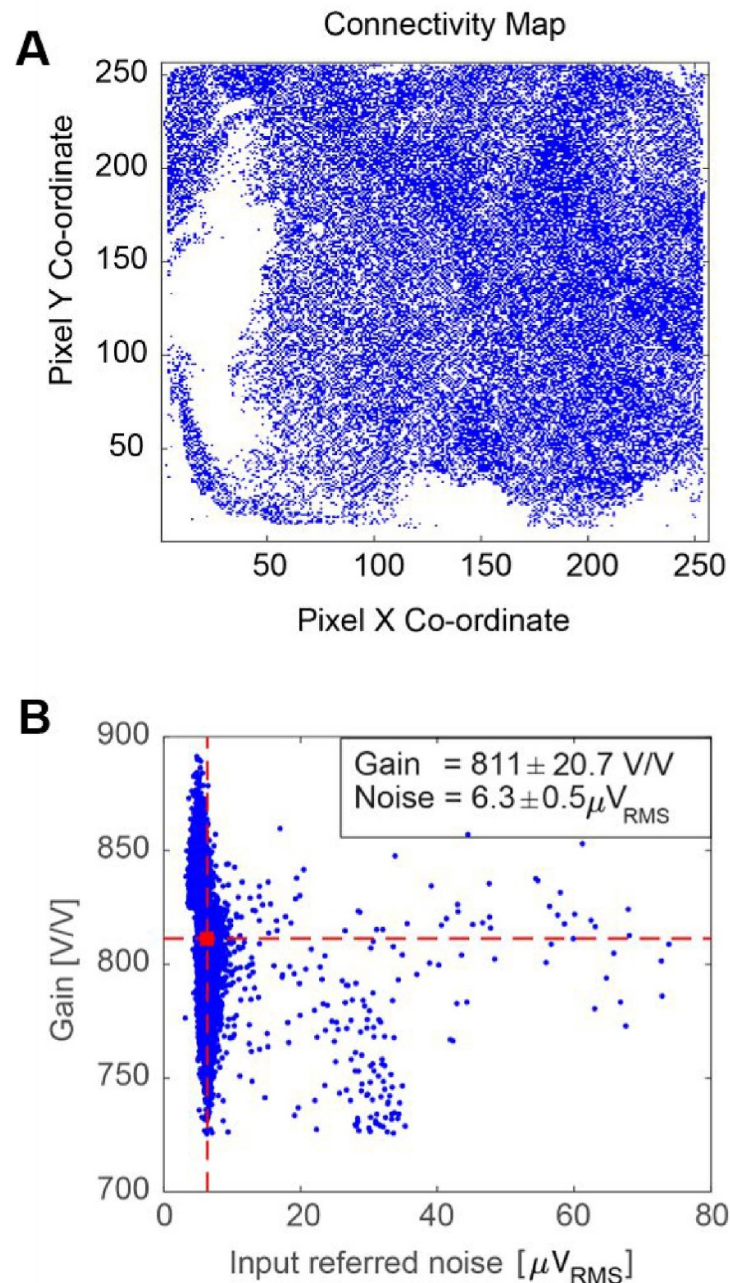 A
Connectivity Map
250
200
150
100
50
Pixel Y Co-ordinate
50
100
150
200
250
Pixel X Co-ordinate
B
900
850
800
750
700
Gain [V/V]
Gain = 811 ± 20.7 V/V
Noise = 6.3 ± 0.5 μV_RMS
0
20
40
60
80
Input referred noise [μV_RMS]